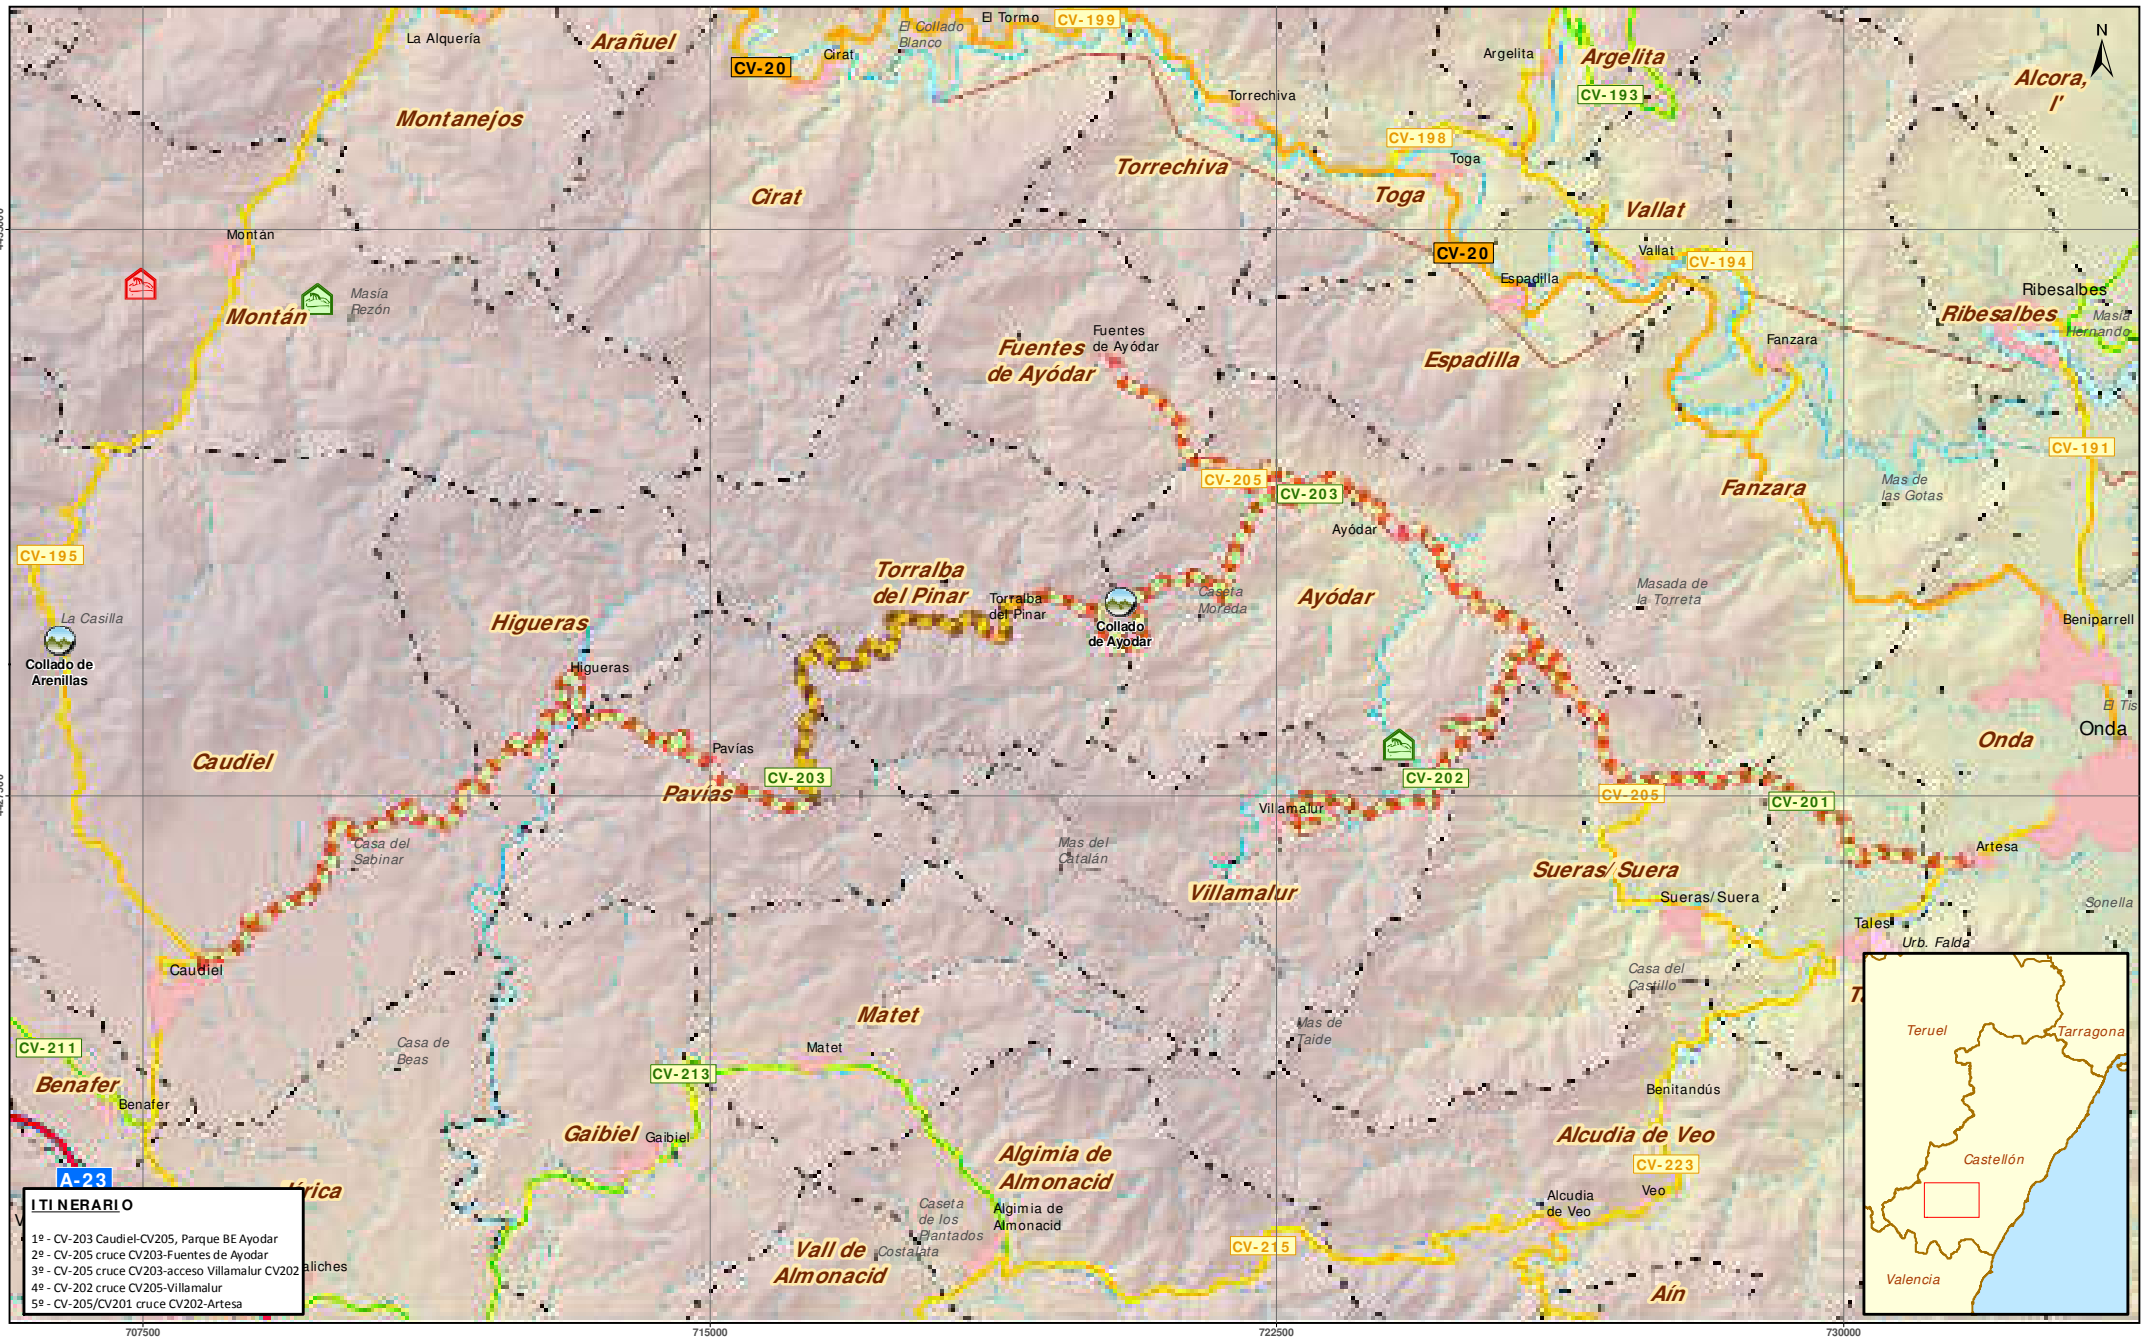 La Alquería
Arañuel
CV-20
Cirat
El Collado
Blanco
El Tormo
CV-199
Argelita
Argelita
CV-193
Alcora,
l'
N
Montanejos
Torrechiva
CV-198
Toga
Torrechiva
Cirat
Toga
Vallat
Montán
CV-20
Vallat
CV-194
Espadilla
Masía
Rezón
Montán
Ribesalbes
Ribesalbes
Masía
Hernando
Fuentes
de Ayódar
Fuentes
de Ayódar
Fanzara
Espadilla
CV-191
CV-205
CV-203
Fanzara
Mas de
las Gotas
Ayódar
CV-195
Torralba
del Pinar
Torralba
del Pinar
Caseta
Moreda
Ayódar
Masada de
la Torreta
La Casilla
Higueras
Collado
de Ayodar
Beniparrell
Collado de
Arenillas
Higueras
El Tis
Onda
Onda
Caudiel
Pavías
CV-203
Pavías
CV-202
CV-205
CV-201
Villamalur
Casa del
Sabinar
Mas del
Catalán
Artesa
Villamalur
Sueras/Suera
Sueras/Suera
Sonella
Tales
Urb. Falda
Caudiel
Casa del
Castillo
T
Matet
Mas de
Taide
Casa de
Beas
Matet
CV-211
CV-213
Benafer
Benafer
Benitandús
Gaibiel
Gaibiel
Alcudia de Veo
Algimia de
Almonacid
CV-223
A-23
Veo
Alcudia
de Veo
Caseta
de los
Plantados
Algimia de
Almonacid
érica
V
aliches
Vall de
Almonacid
Costalata
CV-215
Aín
ITINERARIO
1º - CV-203 Caudiel-CV205, Parque BE Ayodar
2º - CV-205 cruce CV203-Fuentes de Ayodar
3º - CV-205 cruce CV203-acceso Villamalur CV202
4º - CV-202 cruce CV205-Villamalur
5º - CV-205/CV201 cruce CV202-Artesa
Teruel
Tarragona
Castellón
Valencia
707500
715000
722500
730000